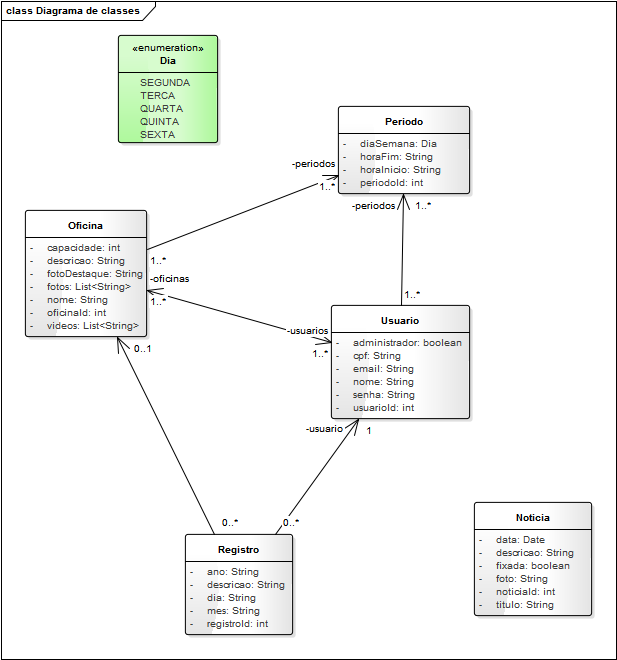 class Diagrama de classes
«enumeration»
Dia
SEGUNDA
TERCA
QUARTA
QUINTA
SEXTA
Periodo
- diaSemana: Dia
- horaFim: String
- horaInicio: String
- periodoId: int
-periodos
1..*
-periodos
1..*
Oficina
- capacidade: int
- descricao: String
- fotoDestaque: String
- fotos: List<String>
- nome: String
- oficinaId: int
- videos: List<String>
1..*
-oficinas
1..*
0..1
1..*
-usuarios
1..*
Usuario
- administrador: boolean
- cpf: String
- email: String
- nome: String
- senha: String
- usuarioId: int
-usuario
1
0..*
0..*
Registro
- ano: String
- descricao: String
- dia: String
- mes: String
- registroId: int
Noticia
- data: Date
- descricao: String
- fixada: boolean
- foto: String
- noticiaId: int
- titulo: String